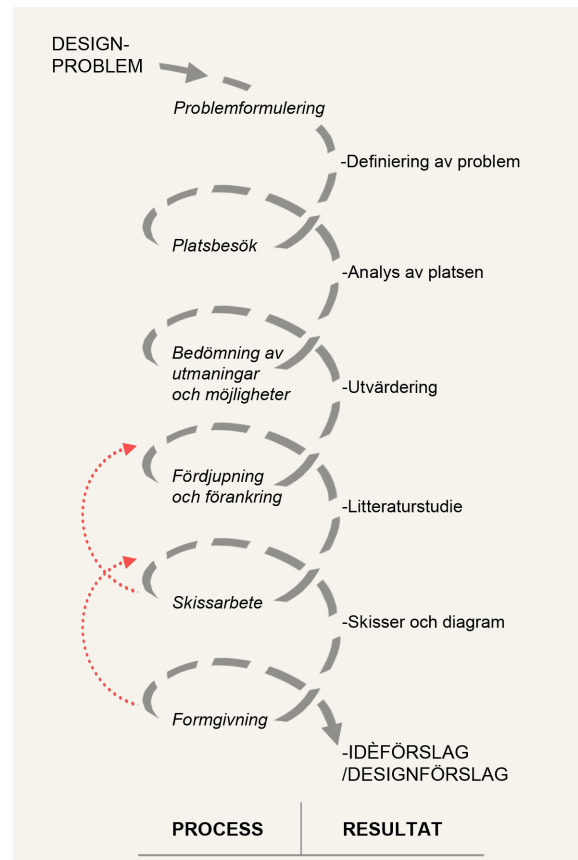 DESIGN-
PROBLEM
Problemformulering
-Definiering av problem
Platsbesök
-Analys av platsen
Bedömning av
utmaningar
och möjligheter
-Utvärdering
Fördjupning
och förankring
-Litteraturstudie
Skissarbete
-Skisser och diagram
Formgivning
-IDÈFÖRSLAG
/DESIGNFÖRSLAG
PROCESS
RESULTAT